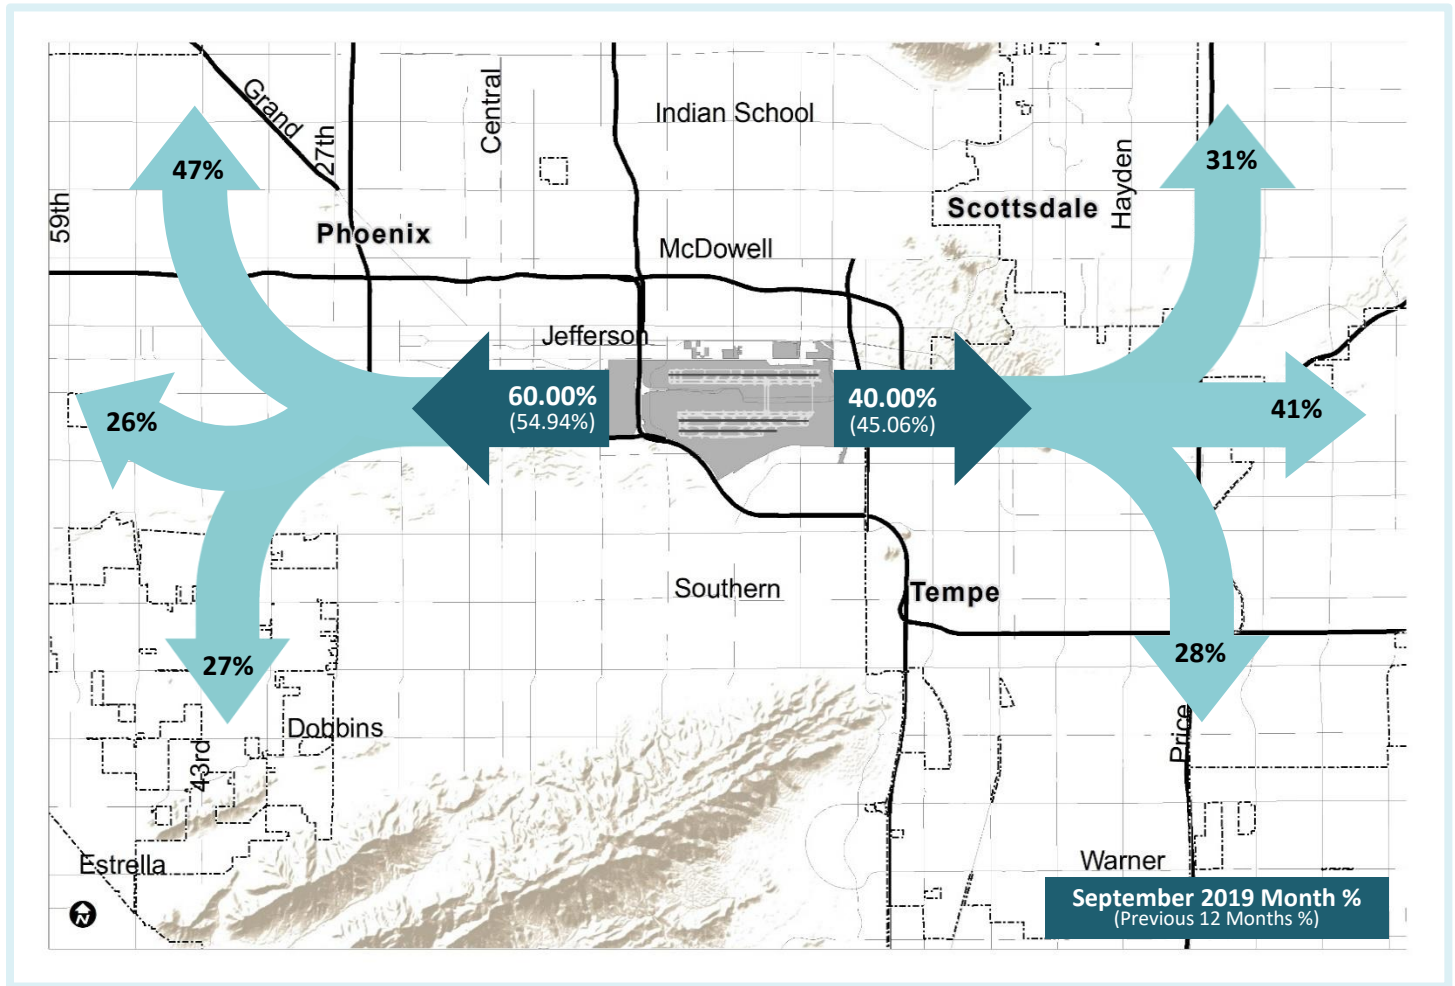 Grand
27th
Central
Indian School
47%
31%
59th
Hayden
Scottsdale
Phoenix
McDowell
Jefferson
60.00%
(54.94%)
40.00%
(45.06%)
26%
41%
Southern
Tempe
27%
28%
Dobbins
43rd
Price
Estrella
Warner
September 2019 Month %
(Previous 12 Months %)
N